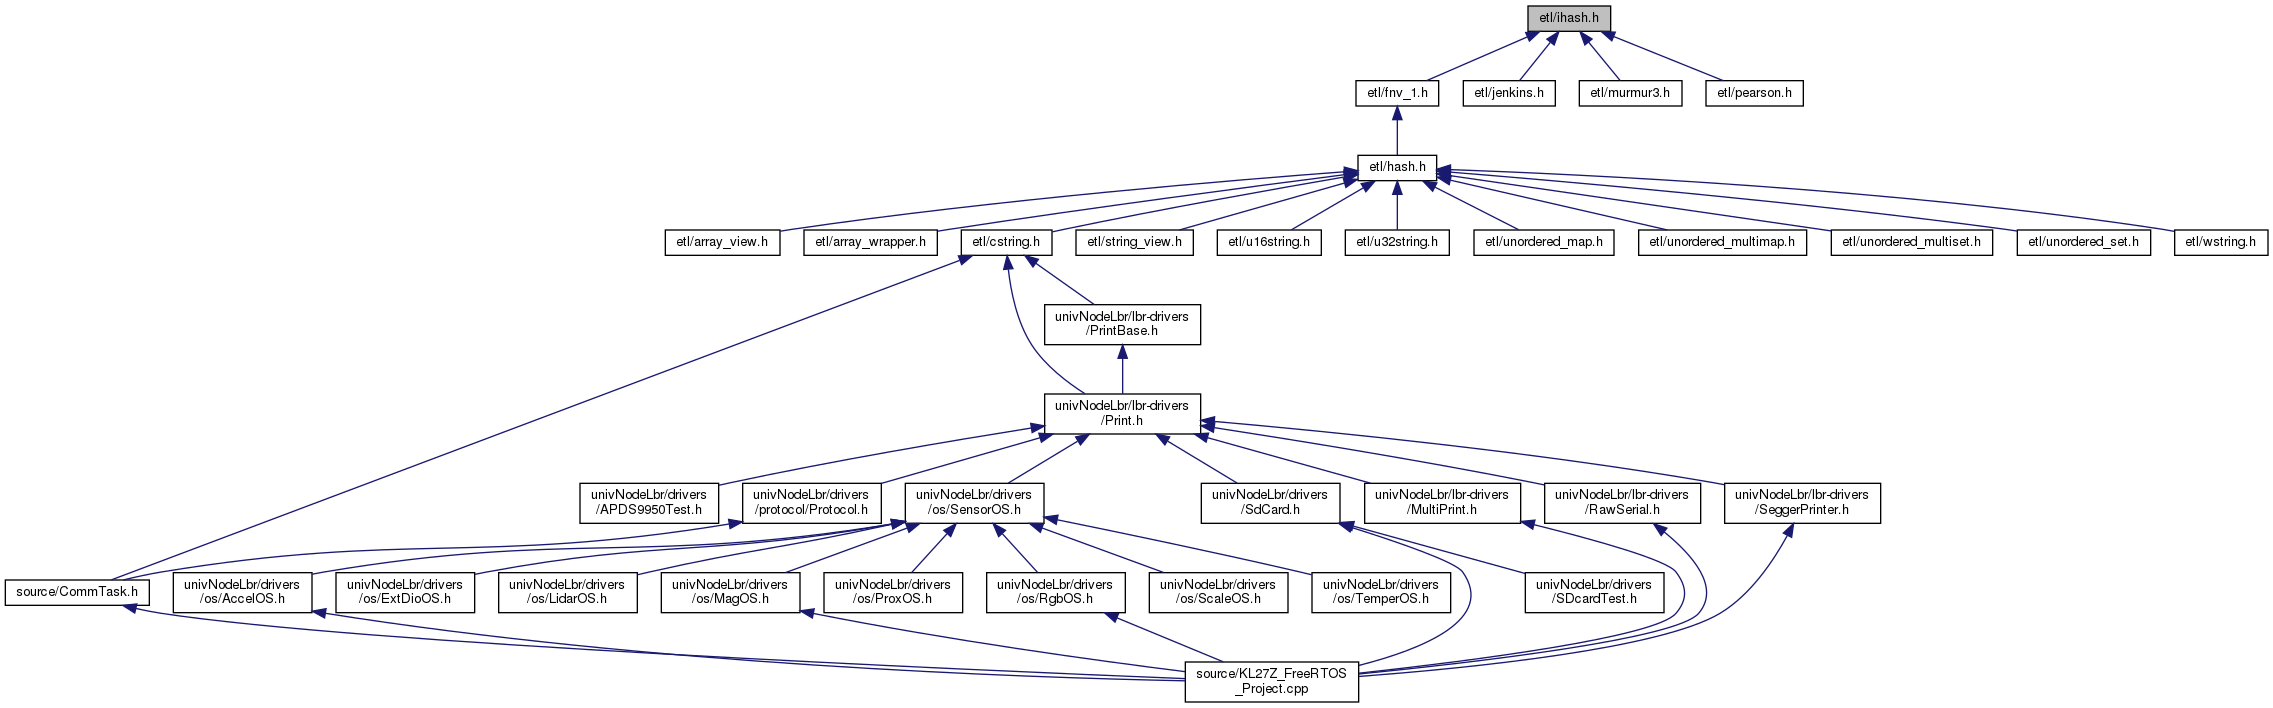 etl/ihash.h
etl/fnv_1.h
etl/jenkins.h
etl/murmur3.h
etl/pearson.h
etl/hash.h
etl/array_view.h
etl/array_wrapper.h
etl/cstring.h
etl/string_view.h
etl/u16string.h
etl/u32string.h
etl/unordered_map.h
etl/unordered_multimap.h
etl/unordered_multiset.h
etl/unordered_set.h
etl/wstring.h
univNodeLbr/lbr-drivers
/PrintBase.h
univNodeLbr/lbr-drivers
/Print.h
univNodeLbr/drivers
/APDS9950Test.h
univNodeLbr/drivers
/protocol/Protocol.h
univNodeLbr/drivers
/os/SensorOS.h
univNodeLbr/drivers
/SdCard.h
univNodeLbr/lbr-drivers
/MultiPrint.h
univNodeLbr/lbr-drivers
/RawSerial.h
univNodeLbr/lbr-drivers
/SeggerPrinter.h
source/CommTask.h
univNodeLbr/drivers
/os/AccelOS.h
univNodeLbr/drivers
/os/ExtDioOS.h
univNodeLbr/drivers
/os/LidarOS.h
univNodeLbr/drivers
/os/MagOS.h
univNodeLbr/drivers
/os/ProxOS.h
univNodeLbr/drivers
/os/RgbOS.h
univNodeLbr/drivers
/os/ScaleOS.h
univNodeLbr/drivers
/os/TemperOS.h
univNodeLbr/drivers
/SDcardTest.h
source/KL27Z_FreeRTOS
_Project.cpp